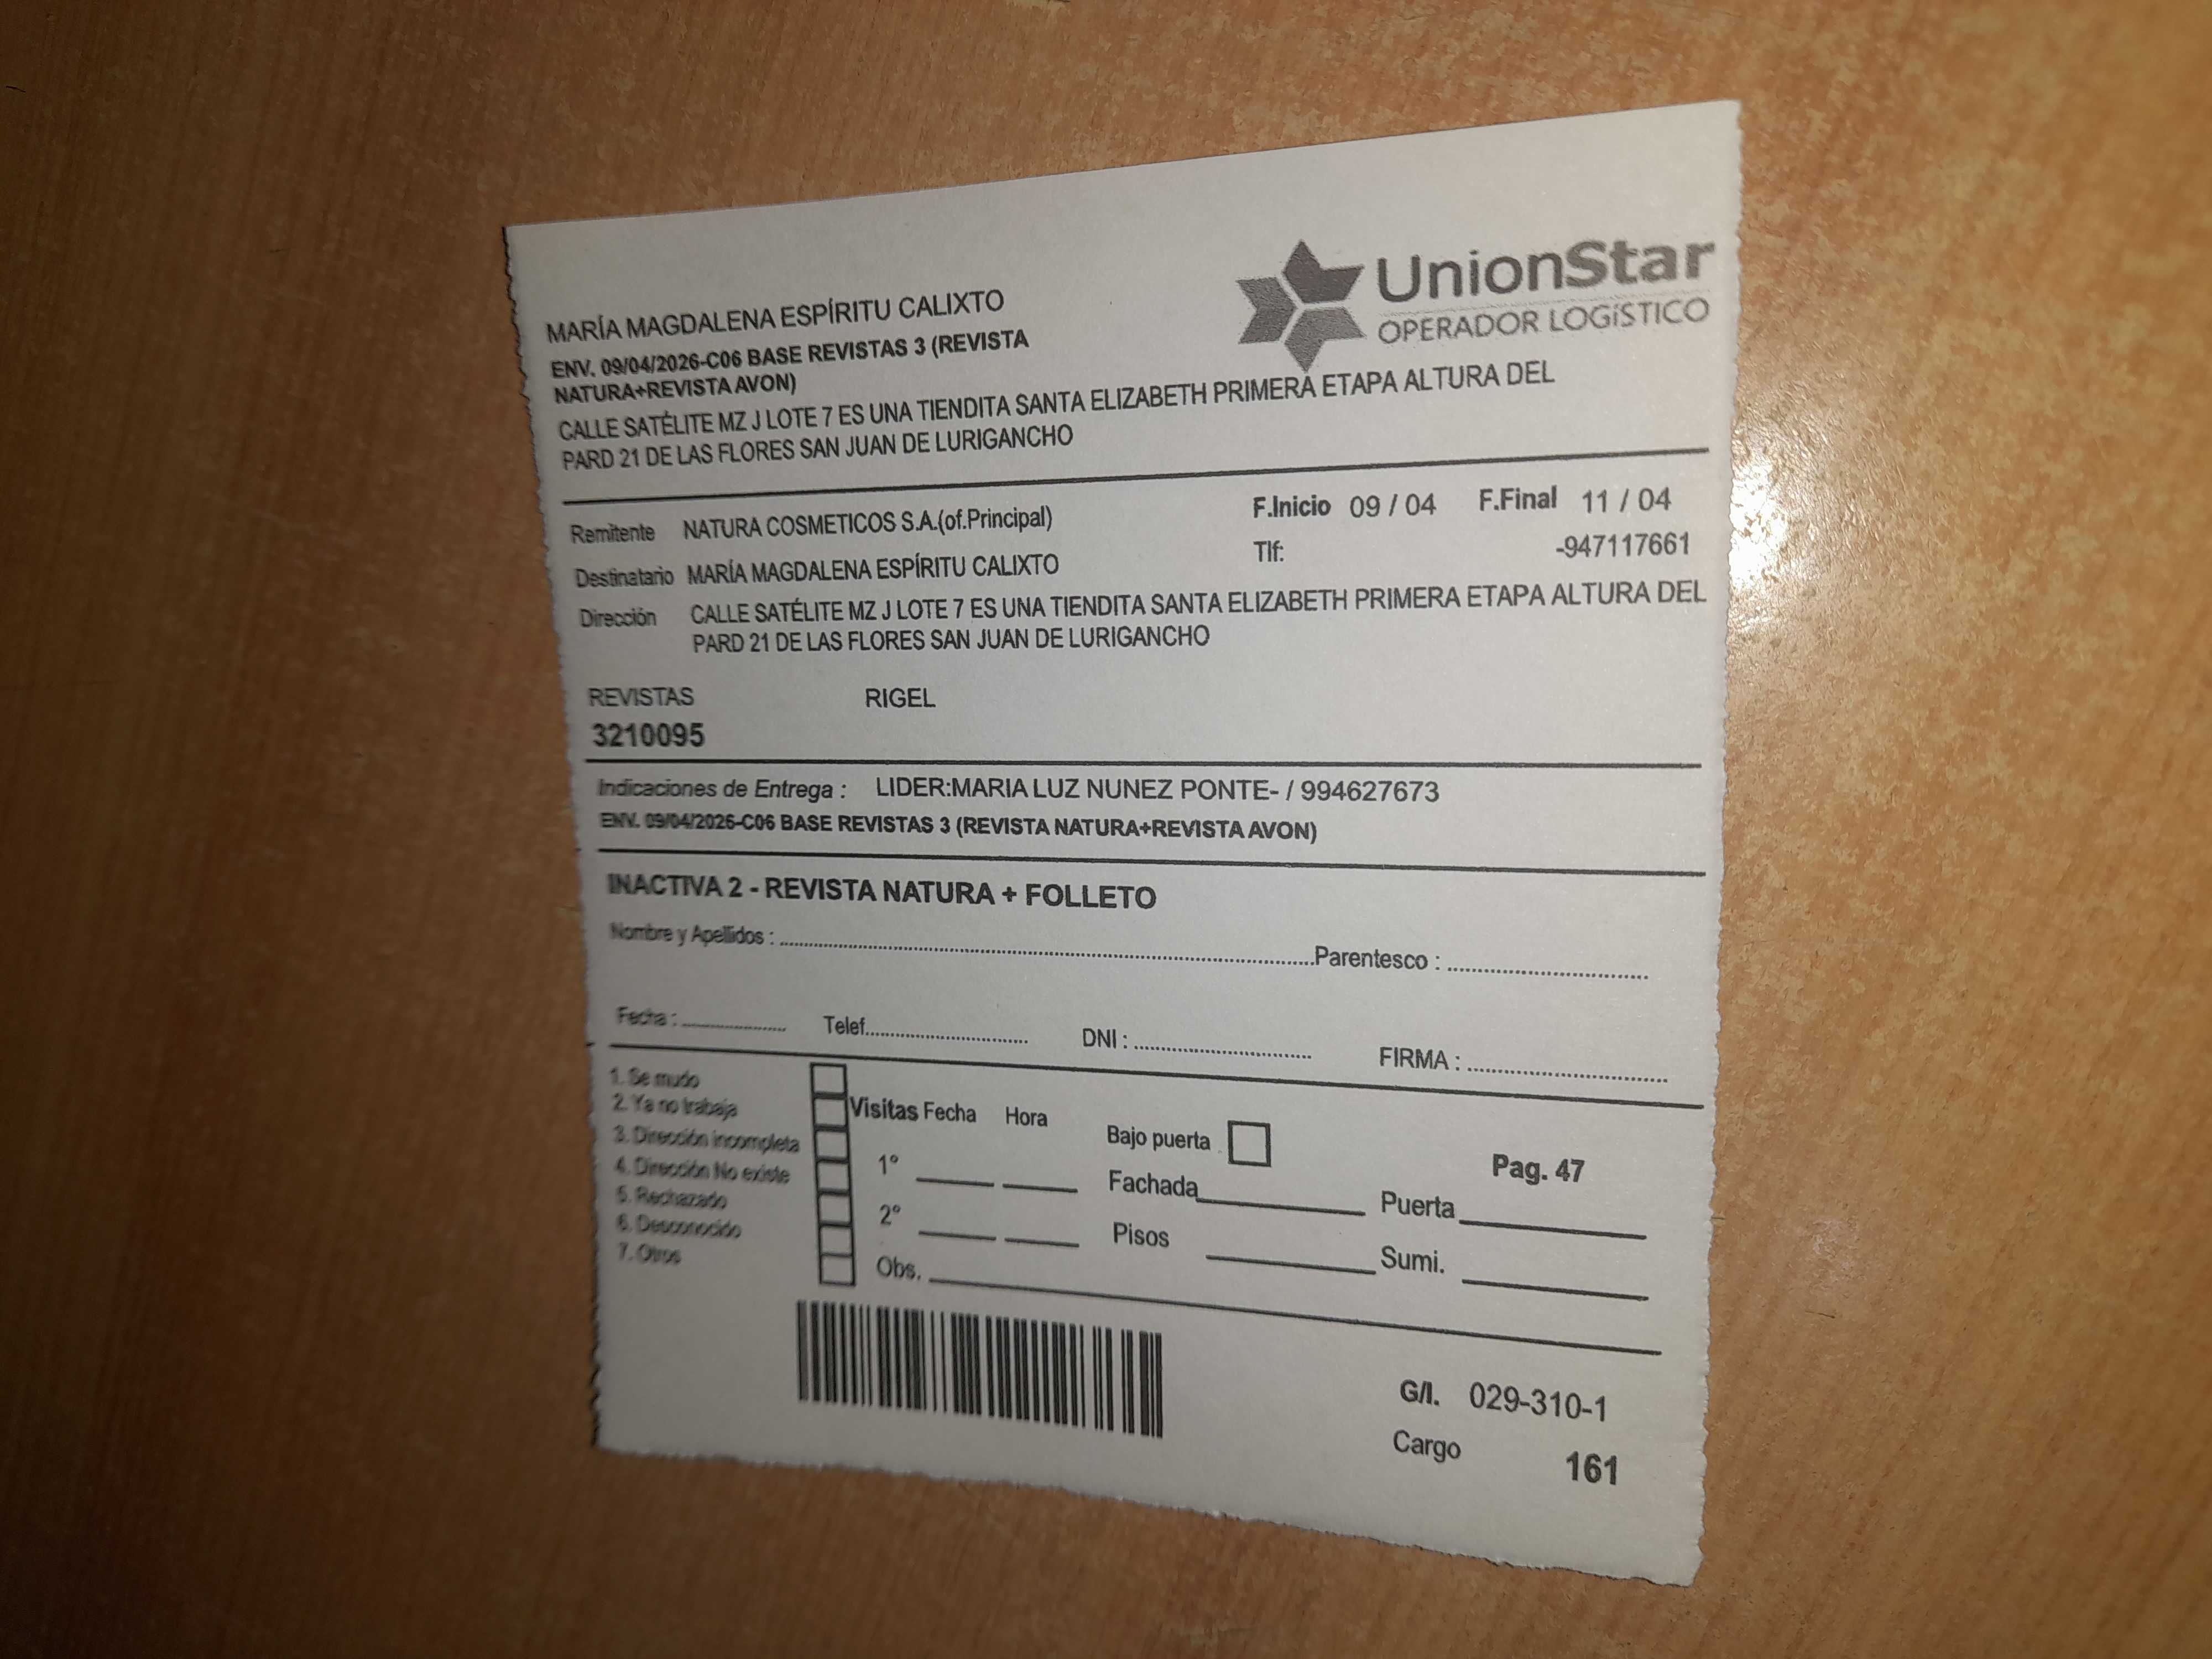 UnionStar
OPERADOR LOGíSTICO
MARÍA MAGDALENA ESPÍRITU CALIXTO
ENV. 09/04/2026-C06 BASE REVISTAS 3 (REVISTA
NATURA+REVISTA AVON)
CALLE SATÉLITE MZ J LOTE 7 ES UNA TIENDITA SANTA ELIZABETH PRIMERA ETAPA ALTURA DEL
PARD 21 DE LAS FLORES SAN JUAN DE LURIGANCHO
Remitente NATURA COSMETICOS S.A.(of.Principal) F.Inicio 09 / 04 F.Final 11 / 04
Destinatario MARÍA MAGDALENA ESPÍRITU CALIXTO Tlf: -947117661
Dirección CALLE SATÉLITE MZ J LOTE 7 ES UNA TIENDITA SANTA ELIZABETH PRIMERA ETAPA ALTURA DEL
PARD 21 DE LAS FLORES SAN JUAN DE LURIGANCHO
REVISTAS RIGEL
3210095
Indicaciones de Entrega : LIDER:MARIA LUZ NUNEZ PONTE- / 994627673
ENV. 09/04/2026-C06 BASE REVISTAS 3 (REVISTA NATURA+REVISTA AVON)
INACTIVA 2 - REVISTA NATURA + FOLLETO
Nombre y Apellidos : Parentesco :
Fecha : Telef. DNI : FIRMA :
1. Se mudo
2. Ya no trabaja
3. Dirección incompleta
4. Dirección No existe
5. Rechazado
6. Desconocido
7. Otros
Visitas Fecha Hora
1°
2°
Obs.
Bajo puerta
Pag. 47
Fachada Puerta
Pisos Sumi.
G/I. 029-310-1
Cargo 161